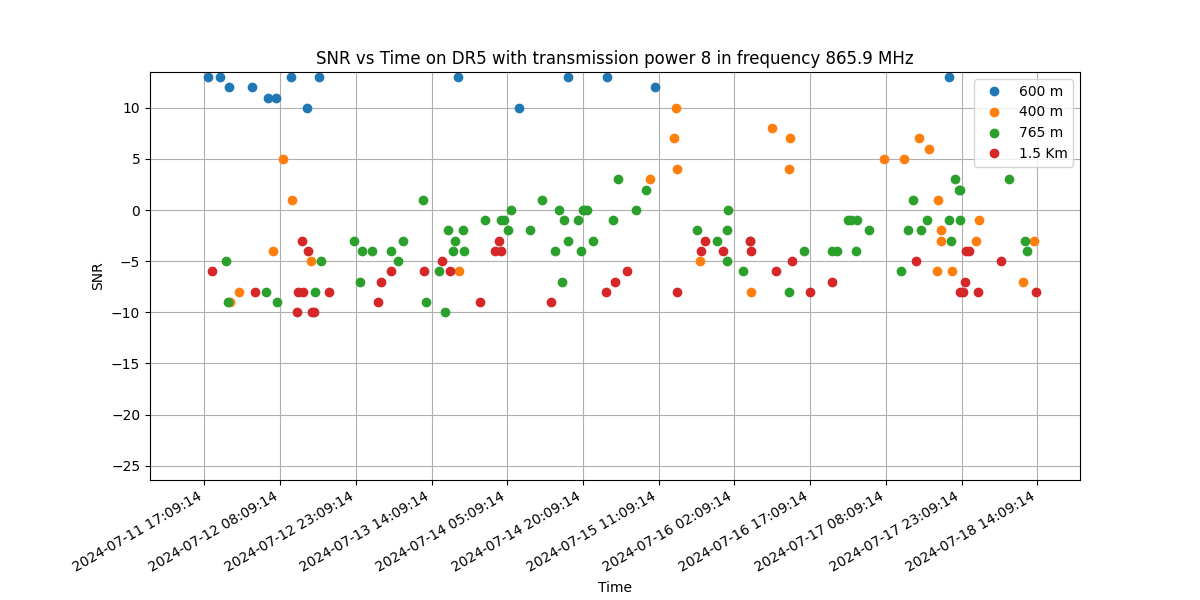 SNR vs Time on DR5 with transmission power 8 in frequency 865.9 MHz
600 m
400 m
765 m
1.5 Km
10
5
0
−5
−10
−15
−20
−25
SNR
2024-07-11 17:09:14
2024-07-12 08:09:14
2024-07-12 23:09:14
2024-07-13 14:09:14
2024-07-14 05:09:14
2024-07-14 20:09:14
2024-07-15 11:09:14
2024-07-16 02:09:14
2024-07-16 17:09:14
2024-07-17 08:09:14
2024-07-17 23:09:14
2024-07-18 14:09:14
Time